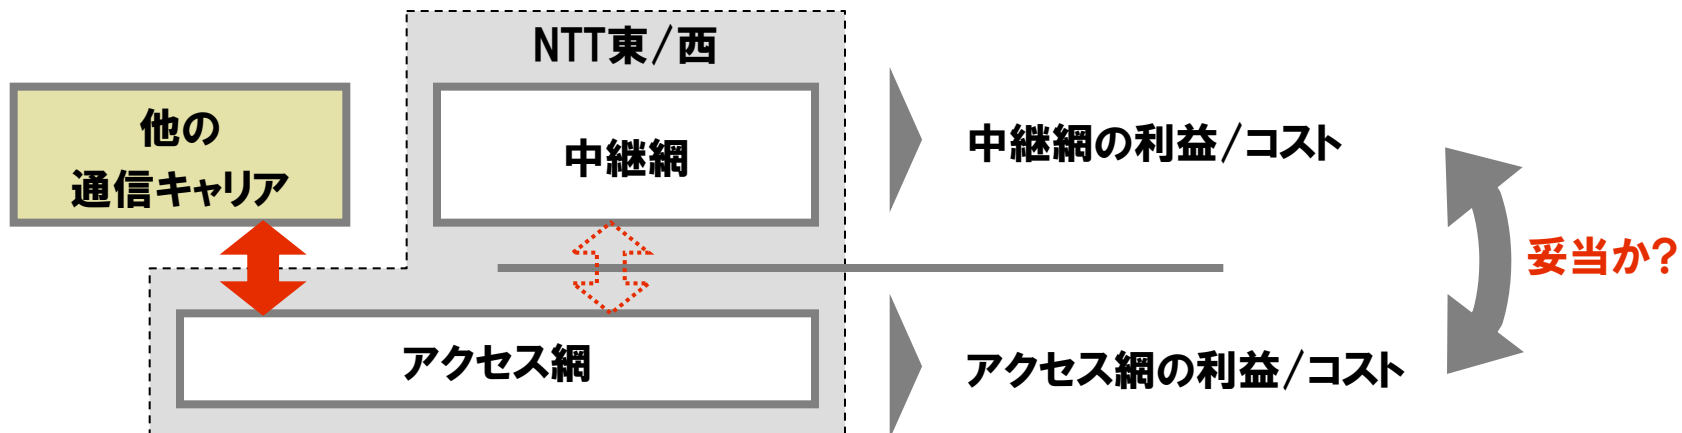 NTT東/西
他の
通信キャリア
中継網
中継網の利益/コスト
妥当か?
アクセス網
アクセス網の利益/コスト